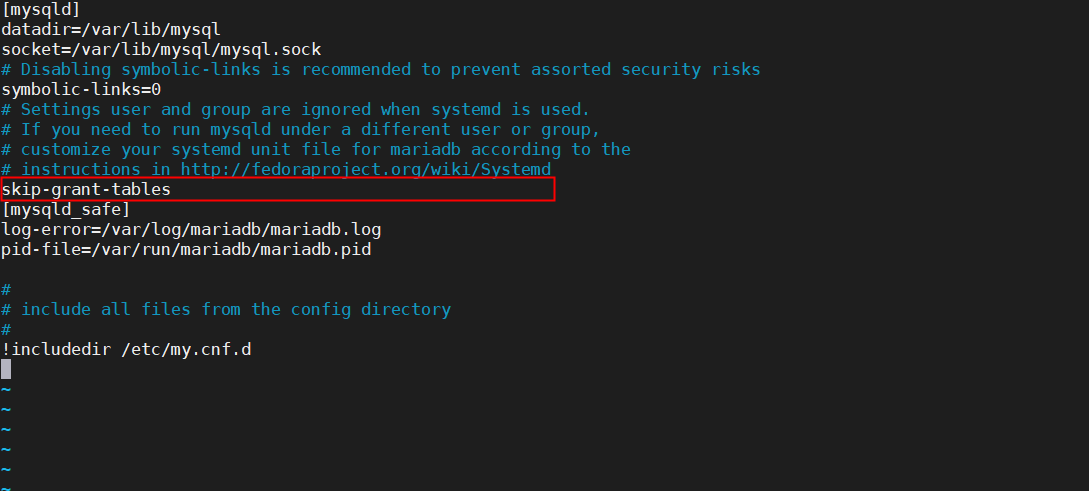 [mysqld]
datadir=/var/lib/mysql
socket=/var/lib/mysql/mysql.sock
# Disabling symbolic-links is recommended to prevent assorted security risks
symbolic-links=0
# Settings user and group are ignored when systemd is used.
# If you need to run mysqld under a different user or group,
# customize your systemd unit file for mariadb according to the
# instructions in http://fedoraproject.org/wiki/Systemd
skip-grant-tables
[mysqld_safe]
log-error=/var/log/mariadb/mariadb.log
pid-file=/var/run/mariadb/mariadb.pid
#
# include all files from the config directory
#
!includedir /etc/my.cnf.d
~
~
~
~
~
~